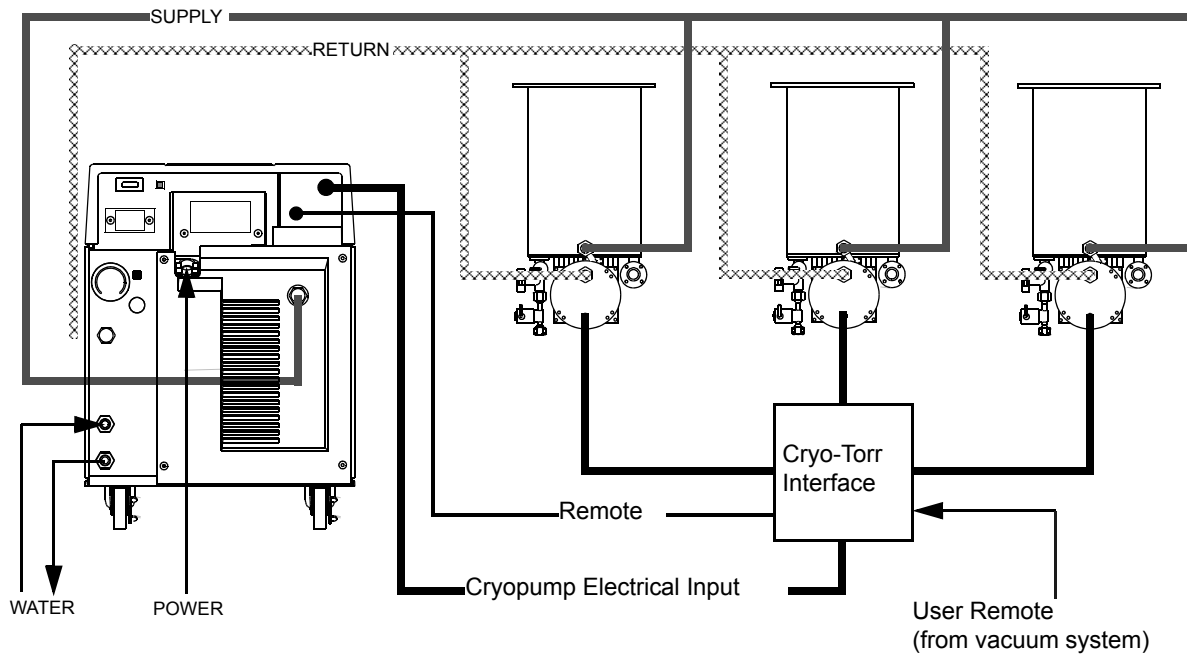 SUPPLY
RETURN
Cryo-Torr
Interface
Remote
Cryopump Electrical Input
WATER
POWER
User Remote
(from vacuum system)